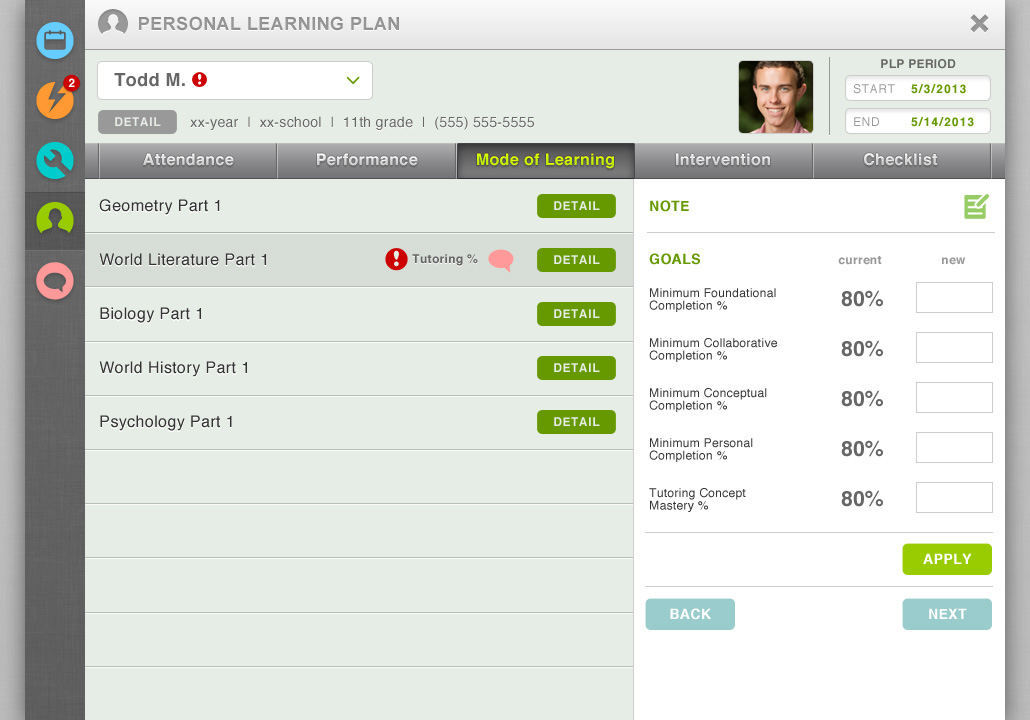 PERSONAL LEARNING PLAN
2
Todd M.
DETAIL xx-year | xx-school | 11th grade | (555) 555-5555
PLP PERIOD
START 5/3/2013
END 5/14/2013
Attendance Performance Mode of Learning Intervention Checklist
Geometry Part 1 DETAIL
World Literature Part 1 Tutoring % DETAIL
Biology Part 1 DETAIL
World History Part 1 DETAIL
Psychology Part 1 DETAIL
NOTE
GOALS current new
Minimum Foundational
Completion % 80%
Minimum Collaborative
Completion % 80%
Minimum Conceptual
Completion % 80%
Minimum Personal
Completion % 80%
Tutoring Concept
Mastery % 80%
APPLY
BACK NEXT